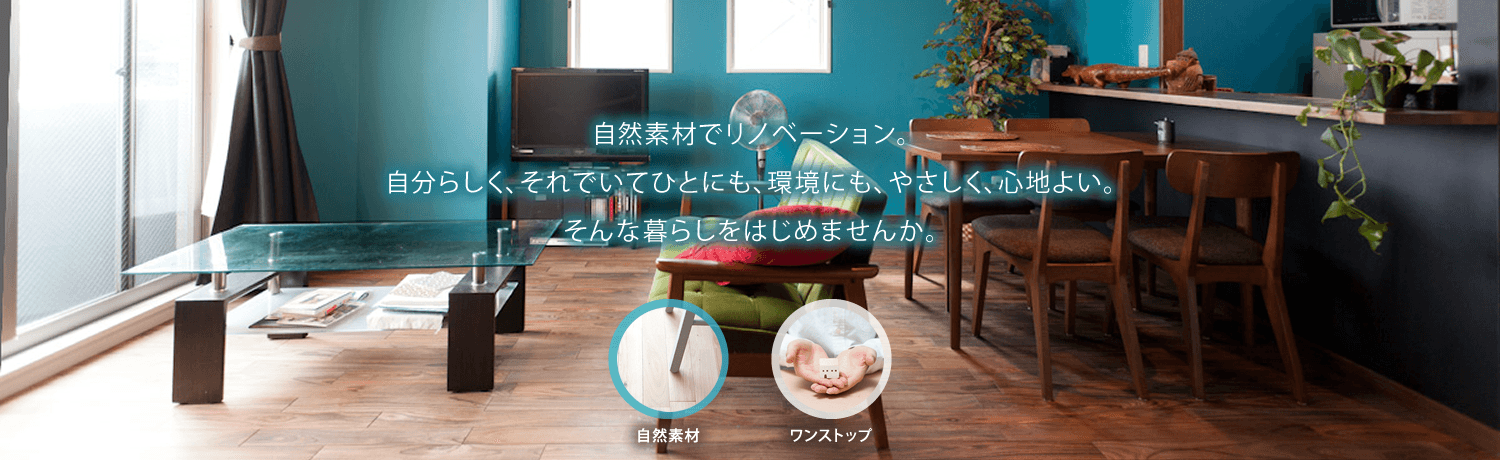 自然素材でリノベーション。
自分らしく、それでいてひとにも、環境にも、やさしく、心地よい。
そんな暮らしをはじめませんか。
自然素材
ワンストップ